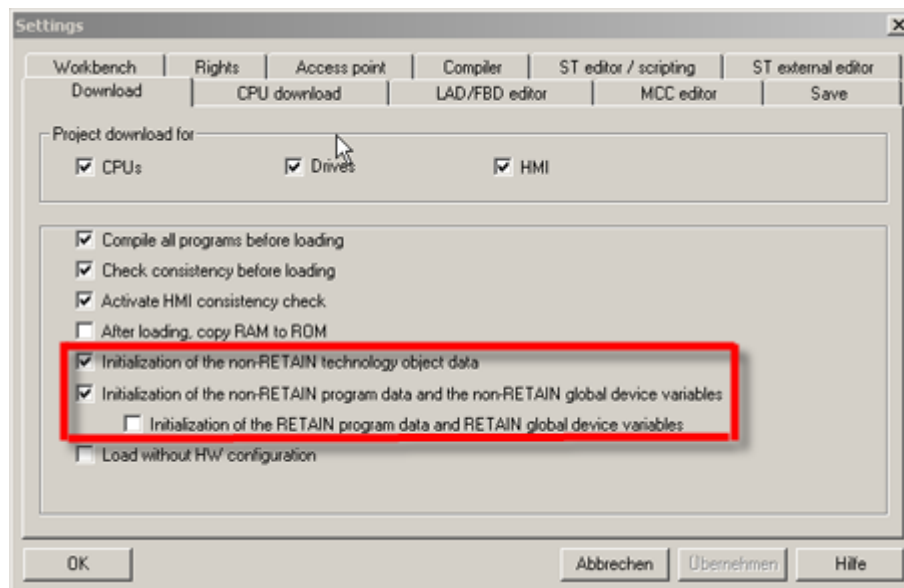 Settings
Workbench Rights Access point Compiler ST editor / scripting ST external editor
Download CPU download LAD/FBD editor MCC editor Save
Project download for
CPUs Drives HMI
Compile all programs before loading
Check consistency before loading
Activate HMI consistency check
After loading, copy RAM to ROM
Initialization of the non-RETAIN technology object data
Initialization of the non-RETAIN program data and the non-RETAIN global device variables
Initialization of the RETAIN program data and RETAIN global device variables
Load without HW configuration
OK Abbrechen Übernehmen Hilfe